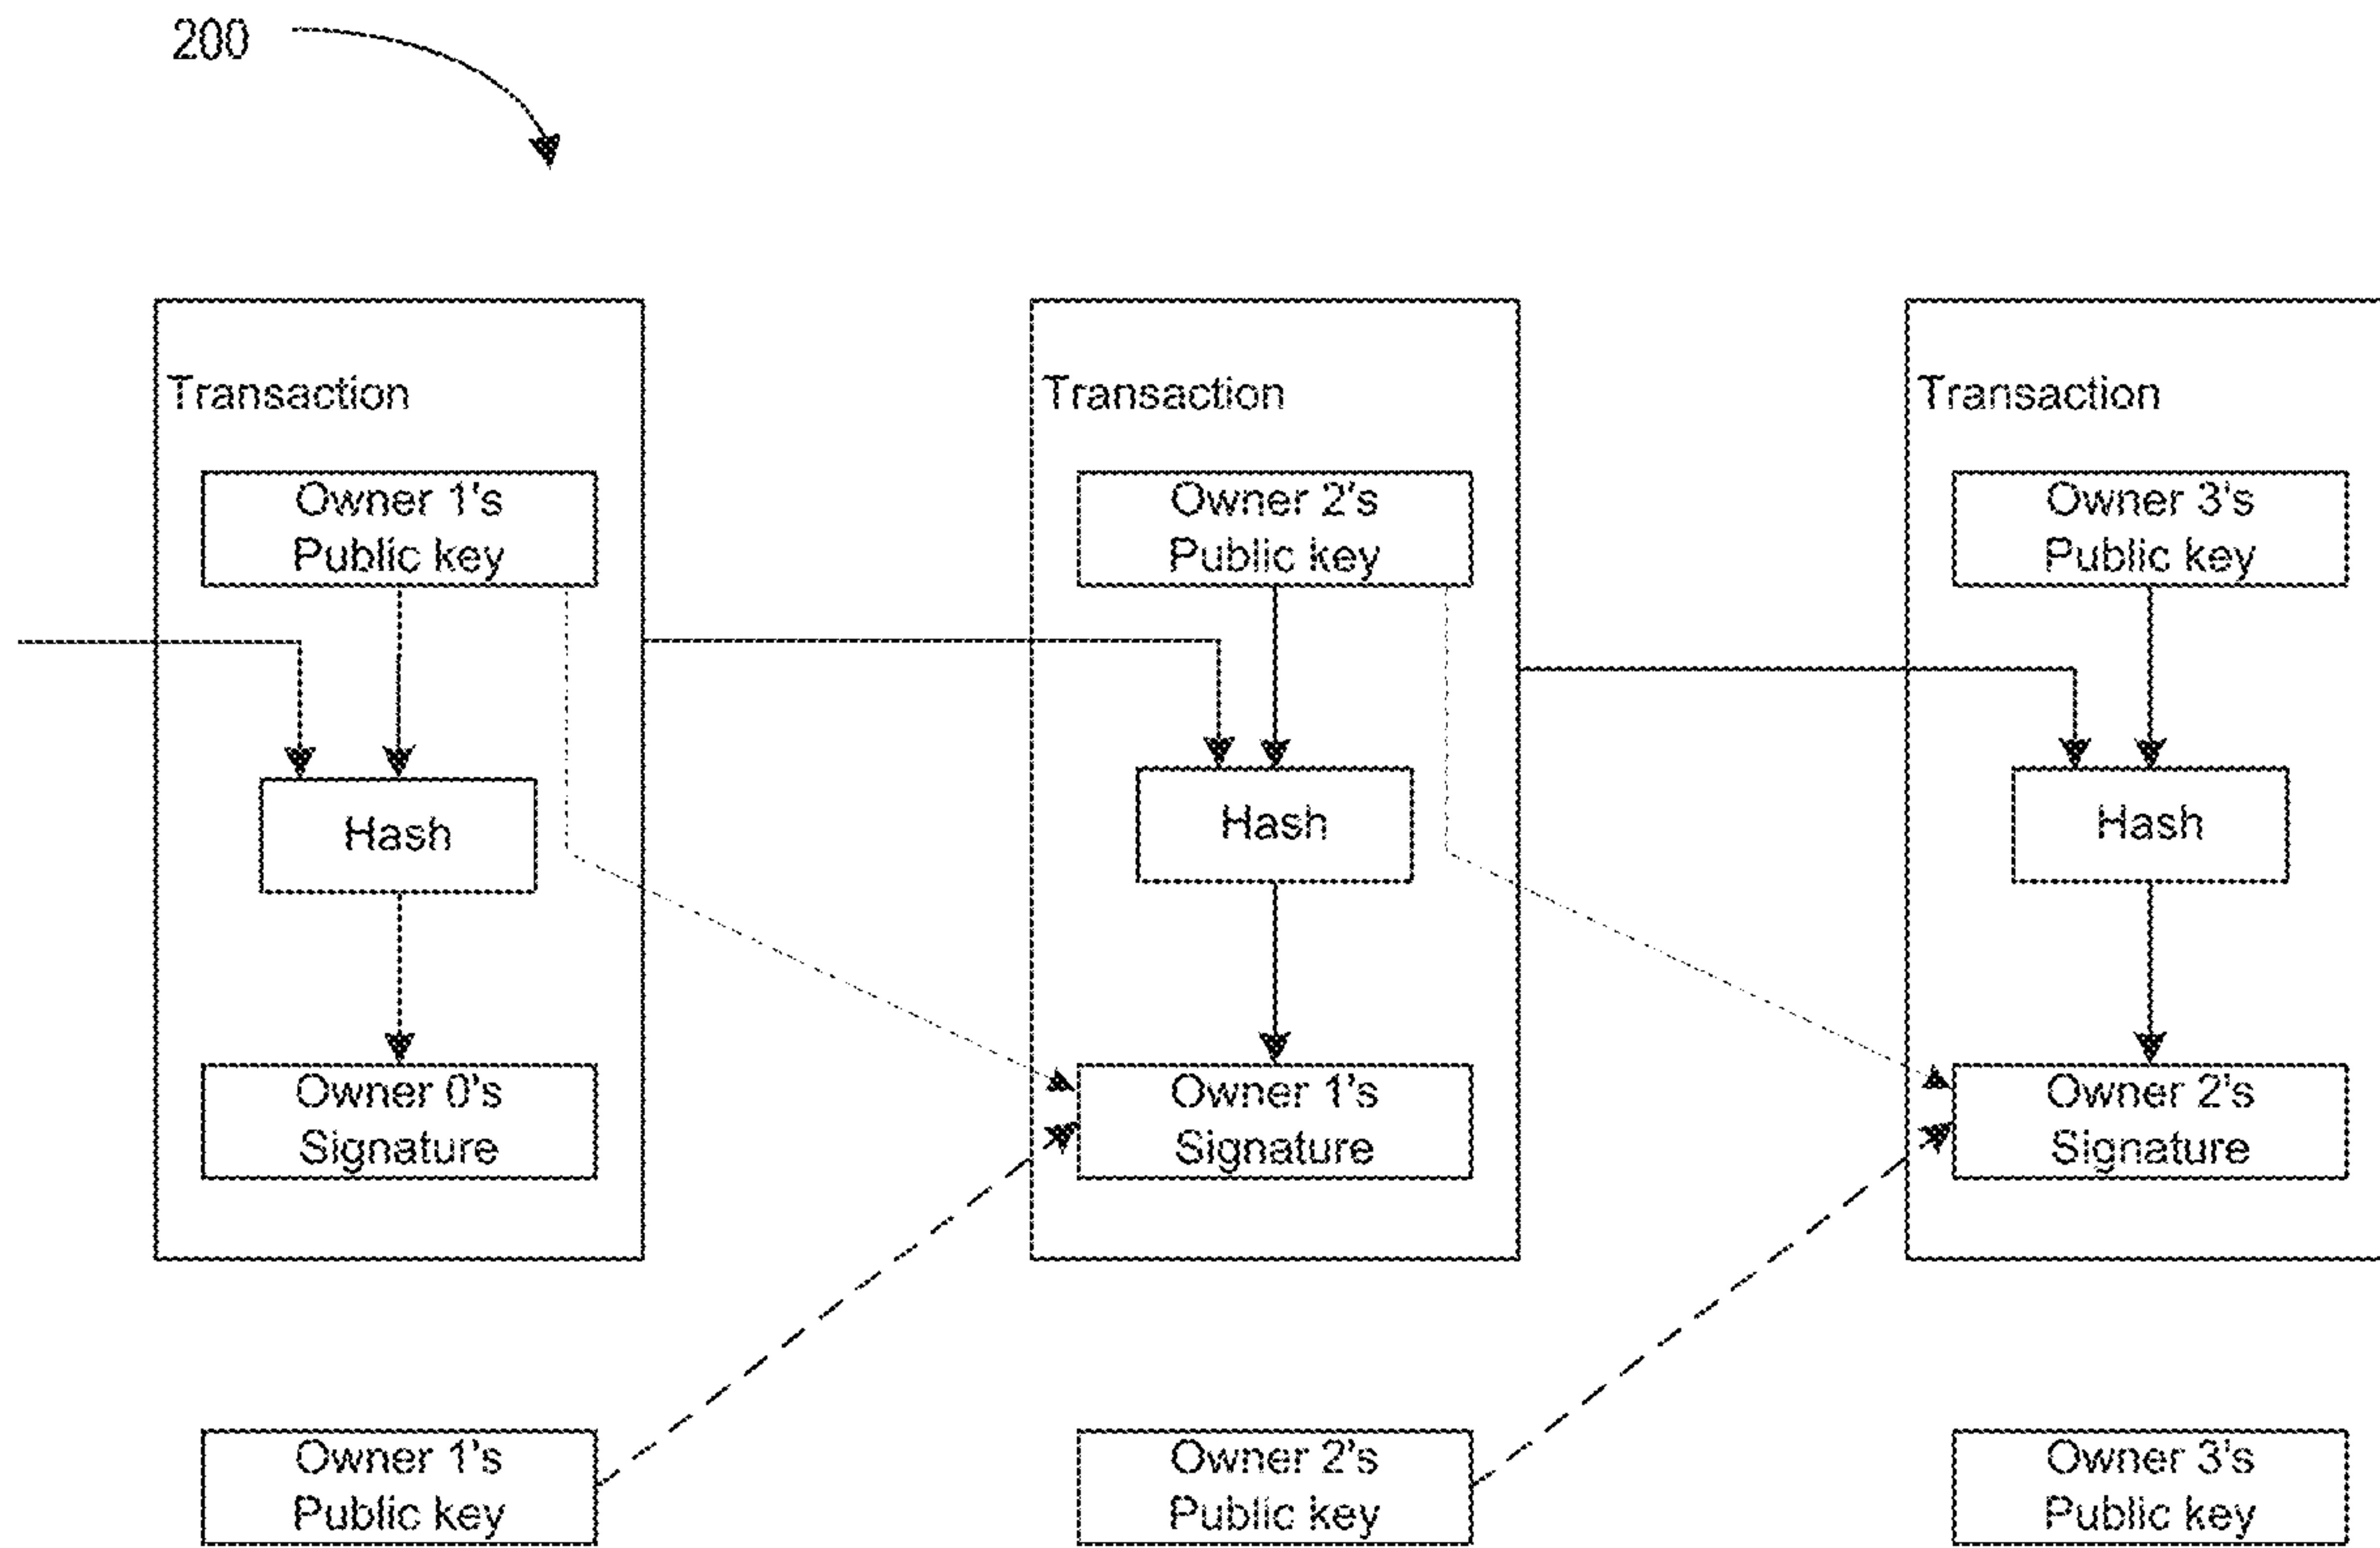 200
Transaction
Owner 1's
Public key
Hash
Owner 0's
Signature
Transaction
Owner 2's
Public key
Hash
Owner 1's
Signature
Transaction
Owner 3's
Public key
Hash
Owner 2's
Signature
Owner 1's
Public key
Owner 2's
Public key
Owner 3's
Public key